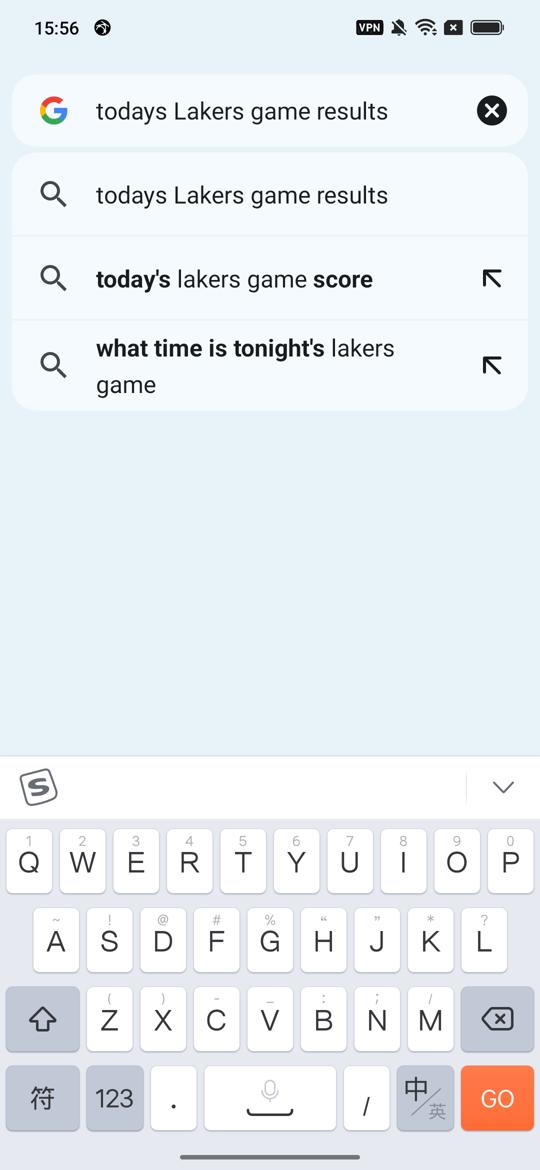 15:56
VPN
todays Lakers game results
todays Lakers game results
today's lakers game score
what time is tonight's lakers
game
1 2 3 4 5 6 7 8 9 0
Q W E R T Y U I O P
~ ! @ # % “ ” * ?
A S D F G H J K L
( ) - _ : ; /
Z X C V B N M
符 123 . / 中/英 GO